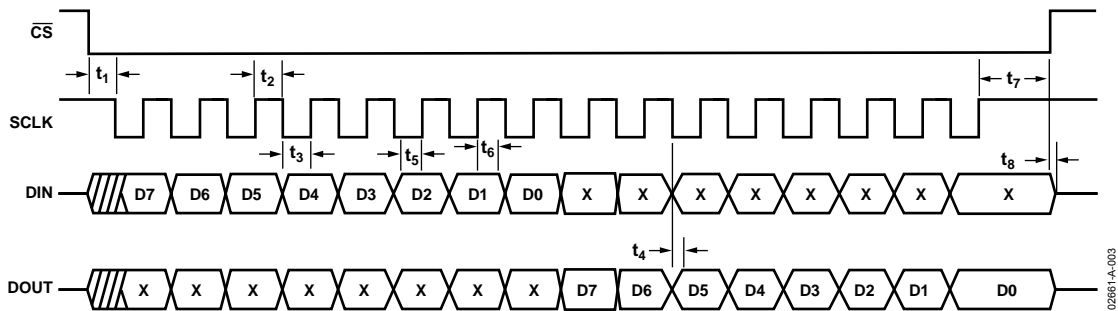 CS
t1 t2 t7
SCLK
t3 t5 t6 t8
DIN D7 D6 D5 D4 D3 D2 D1 D0 X X X X X X X X
t4
DOUT X X X X X X X X D7 D6 D5 D4 D3 D2 D1 D0
02661-A-003